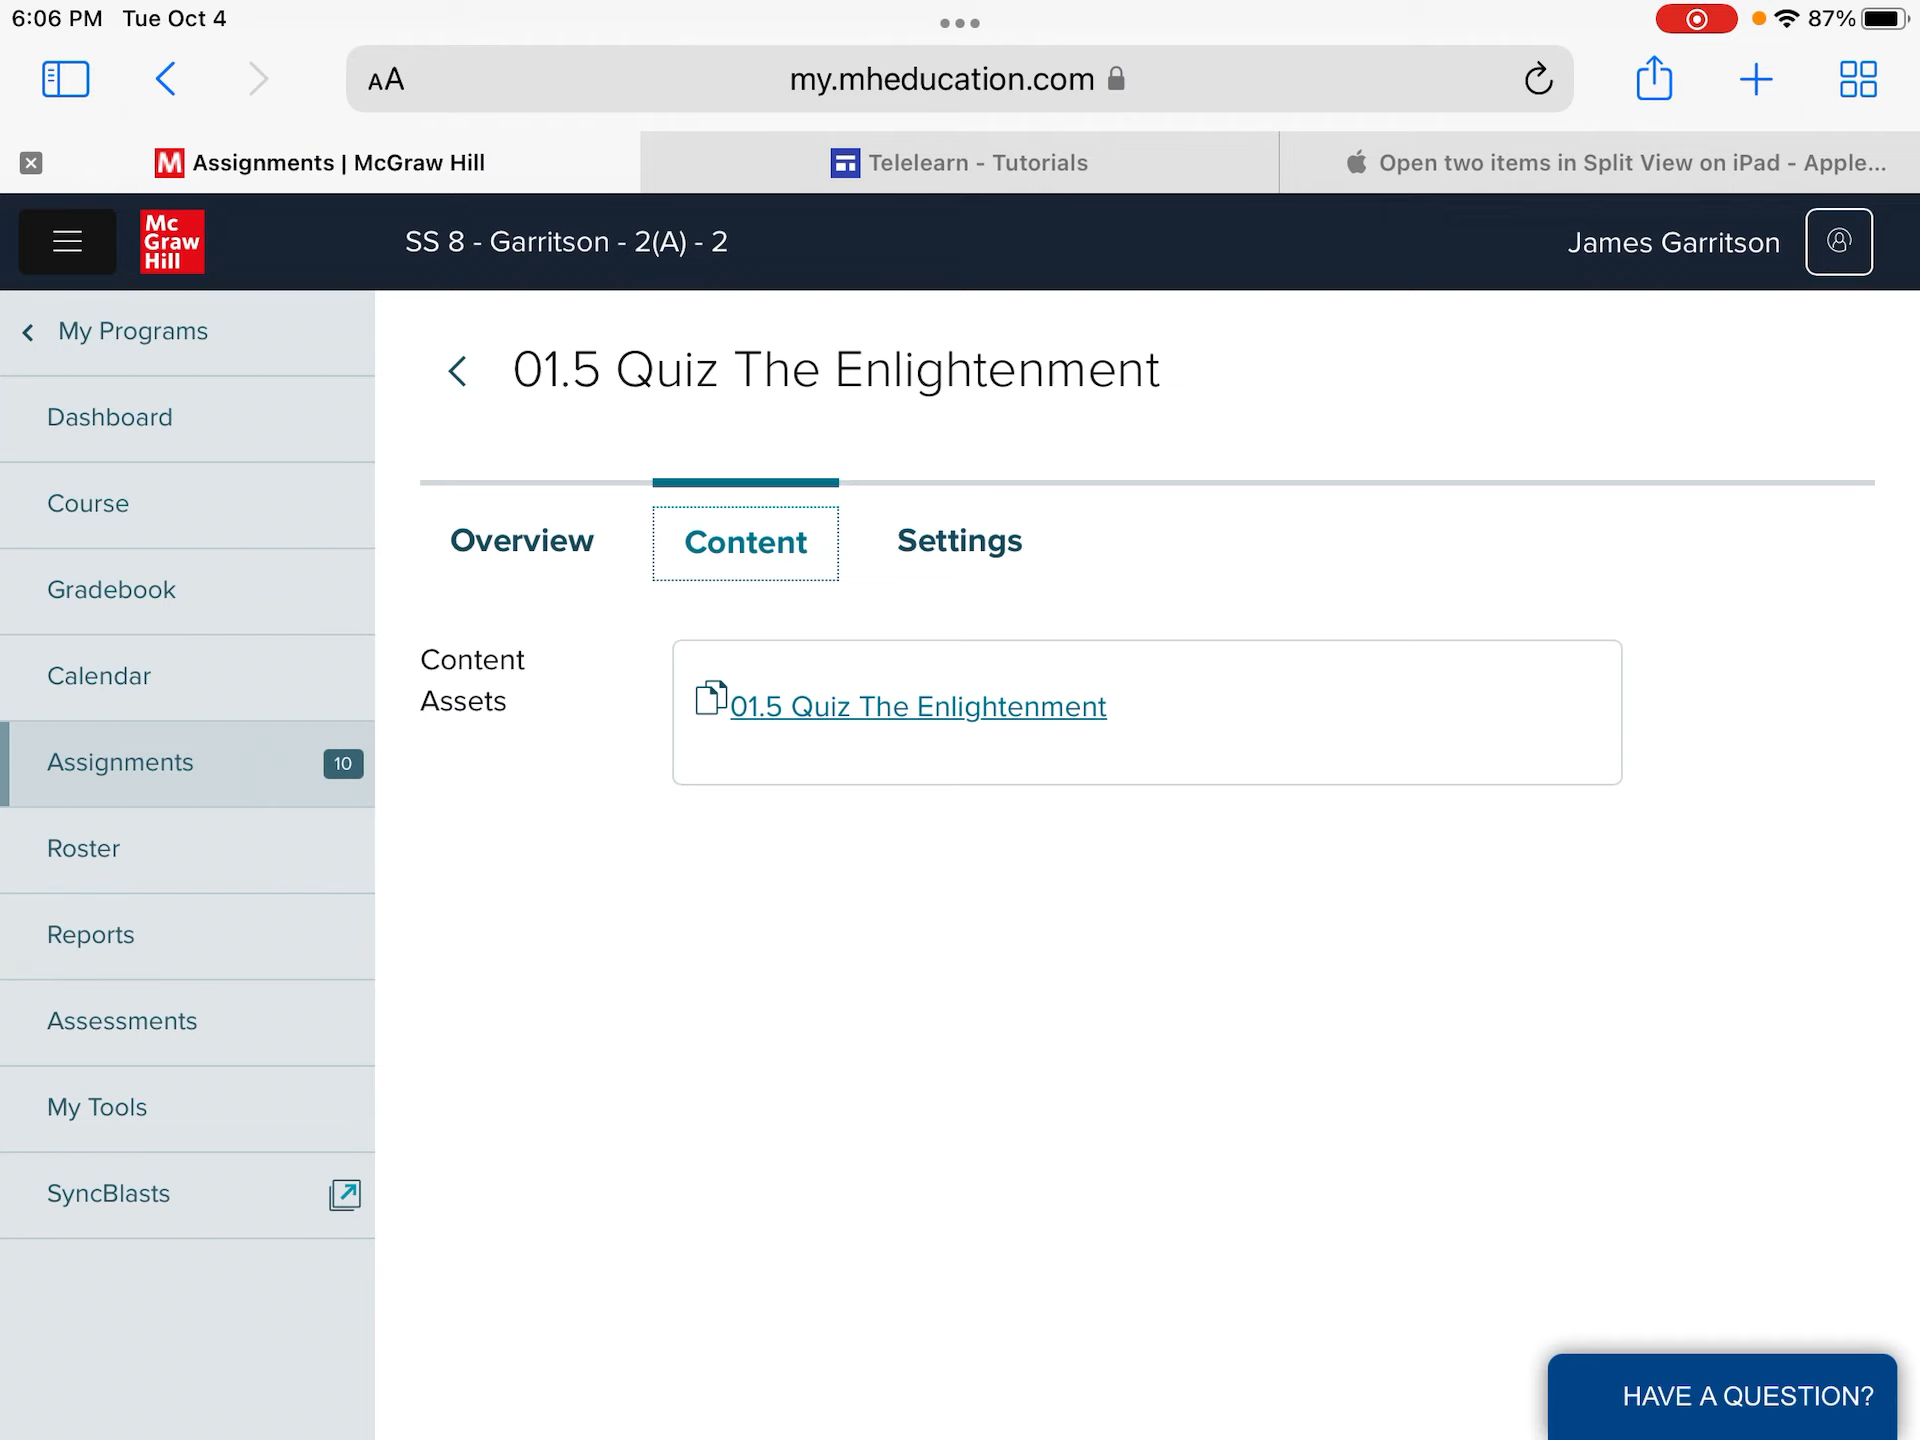 6:06 PM Tue Oct 4
87%
AA
my.mheducation.com
Assignments | McGraw Hill
Telelearn - Tutorials
Open two items in Split View on iPad - Apple...
Mc
Graw
Hill
SS 8 - Garritson - 2(A) - 2
James Garritson
My Programs
Dashboard
Course
Gradebook
Calendar
Assignments 10
Roster
Reports
Assessments
My Tools
SyncBlasts
01.5 Quiz The Enlightenment
Overview
Content
Settings
Content
Assets
01.5 Quiz The Enlightenment
HAVE A QUESTION?